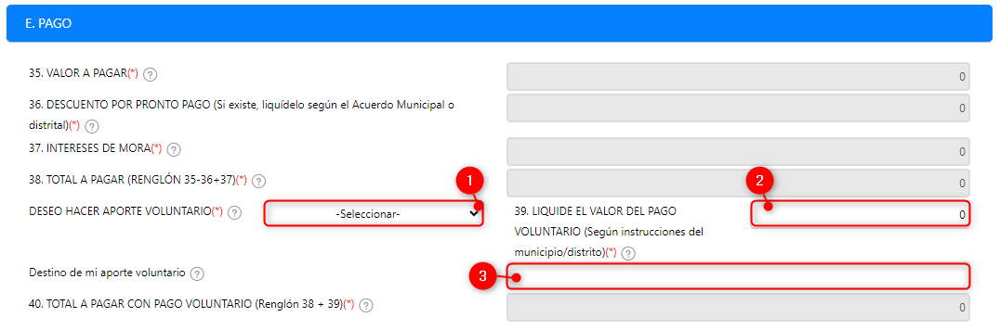 E. PAGO
35. VALOR A PAGAR(*) ?
0
36. DESCUENTO POR PRONTO PAGO (Si existe, liquídelo según el Acuerdo Municipal o
distrital)(*) ?
0
37. INTERESES DE MORA(*) ?
0
38. TOTAL A PAGAR (RENGLÓN 35-36+37)(*) ?
0
1
2
DESEO HACER APORTE VOLUNTARIO(*) ?
-Seleccionar-
39. LIQUIDE EL VALOR DEL PAGO
VOLUNTARIO (Según instrucciones del
municipio/distrito)(*) ?
0
Destino de mi aporte voluntario ?
3
40. TOTAL A PAGAR CON PAGO VOLUNTARIO (Renglón 38 + 39)(*) ?
0